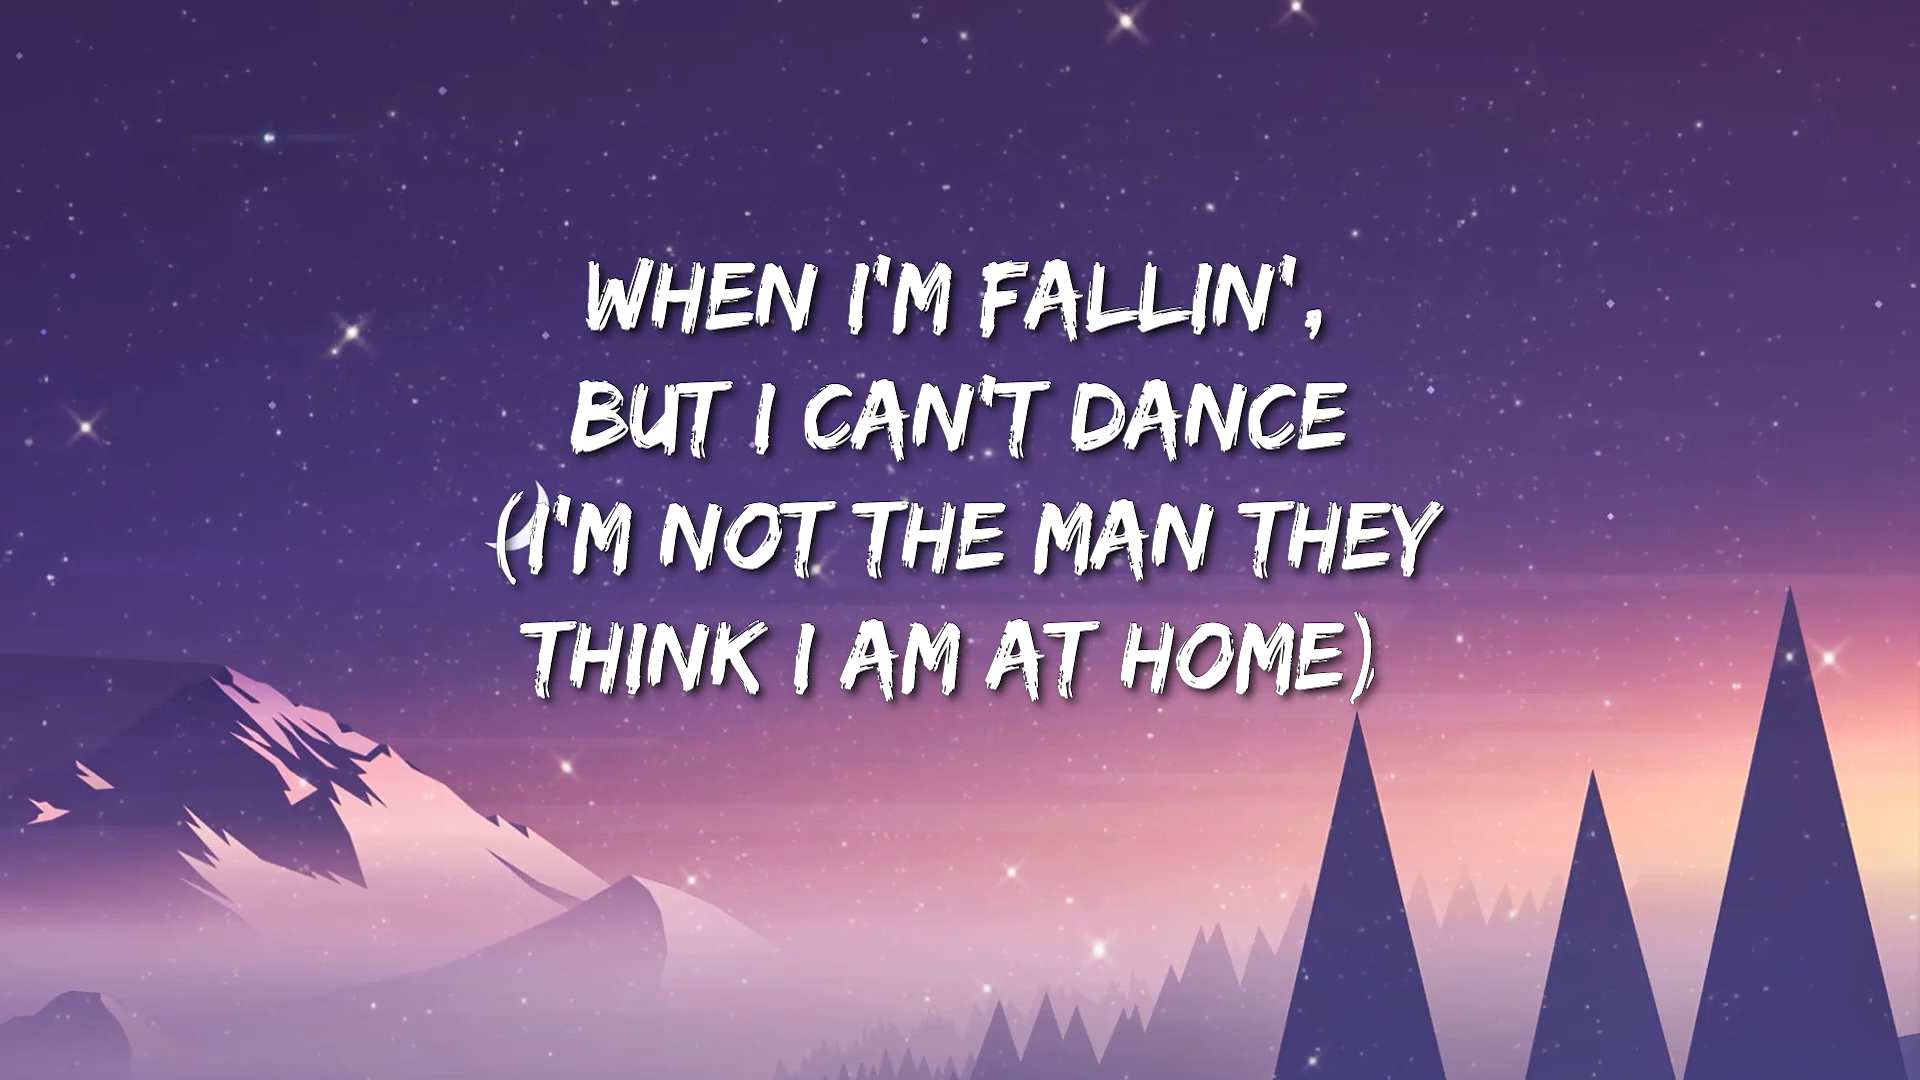 WHEN I'M FALLIN',
BUT I CAN'T DANCE
(I'M NOT THE MAN THEY
THINK I AM AT HOME)